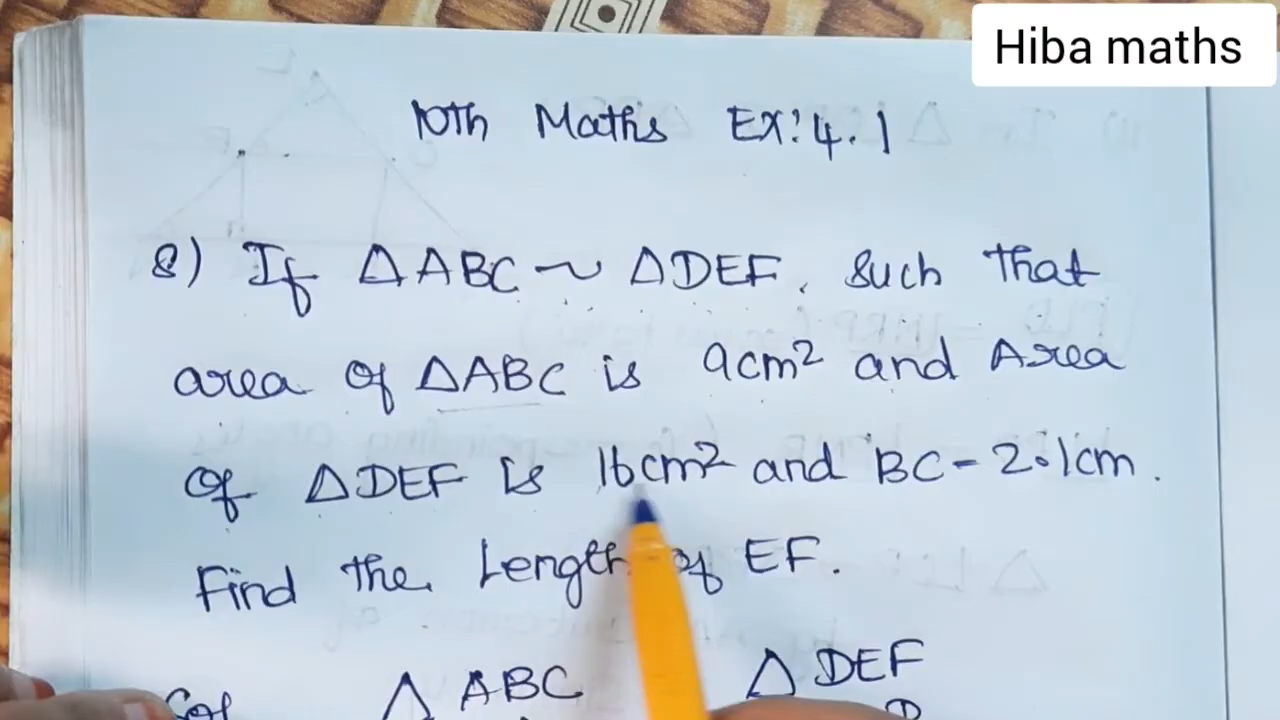 Hiba maths
10th Maths Ex: 4.1
8) If △ABC ~ △DEF. Such that
area of △ABC is 9cm² and Area
of △DEF is 16cm² and BC - 2.1cm.
Find the Length of EF.
△ ABC △ DEF
Sol